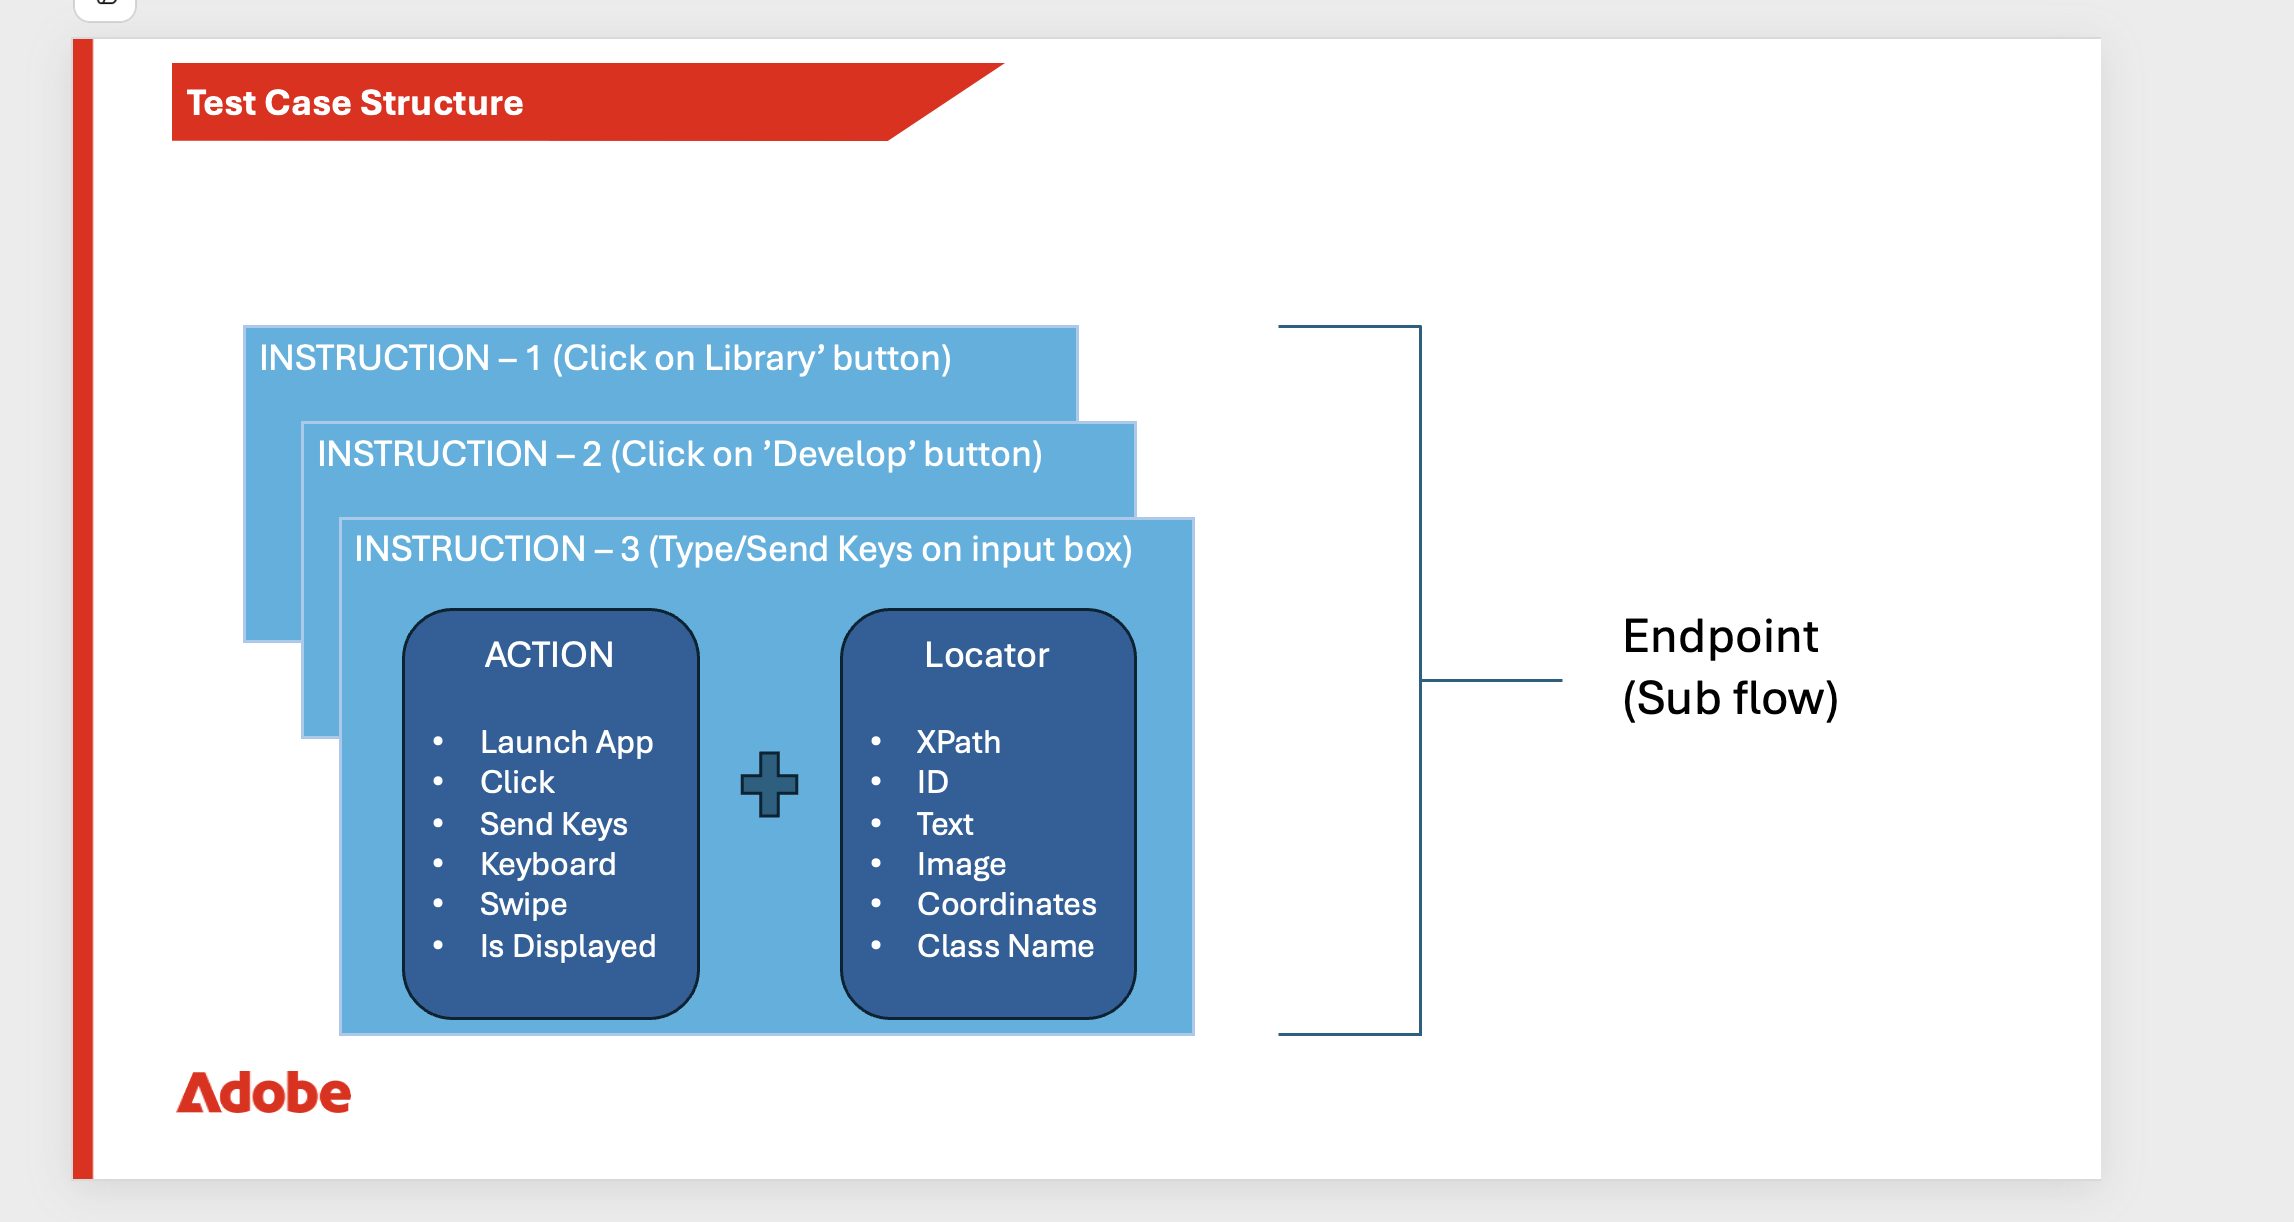 Test Case Structure
INSTRUCTION – 1 (Click on Library’ button)
INSTRUCTION – 2 (Click on ’Develop’ button)
INSTRUCTION – 3 (Type/Send Keys on input box)
ACTION
• Launch App
• Click
• Send Keys
• Keyboard
• Swipe
• Is Displayed
Locator
• XPath
• ID
• Text
• Image
• Coordinates
• Class Name
Endpoint
(Sub flow)
Adobe